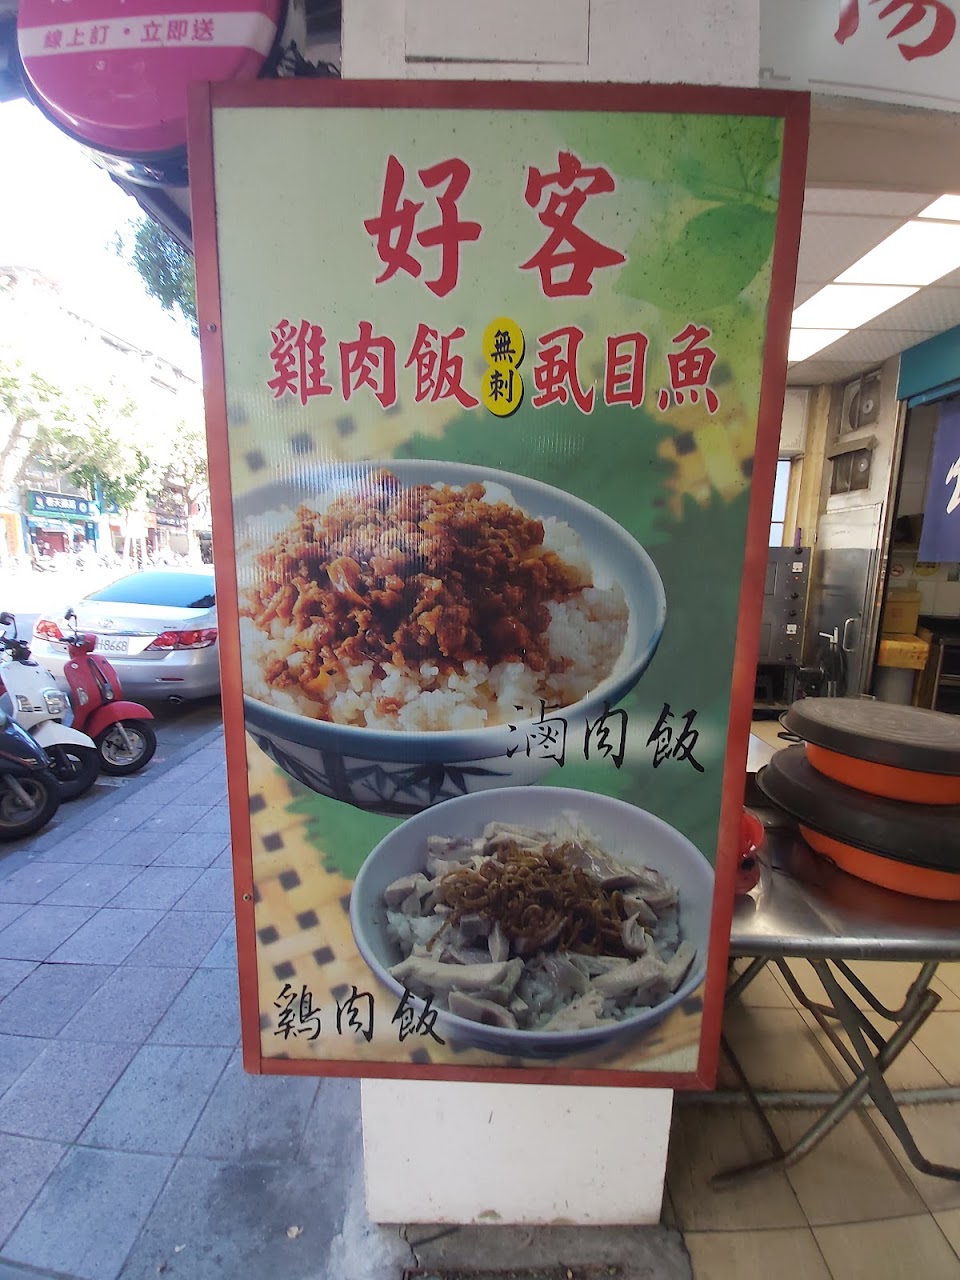 線上訂・立即送
好客
雞肉飯 無刺 虱目魚
滷肉飯
鷄肉飯
8668